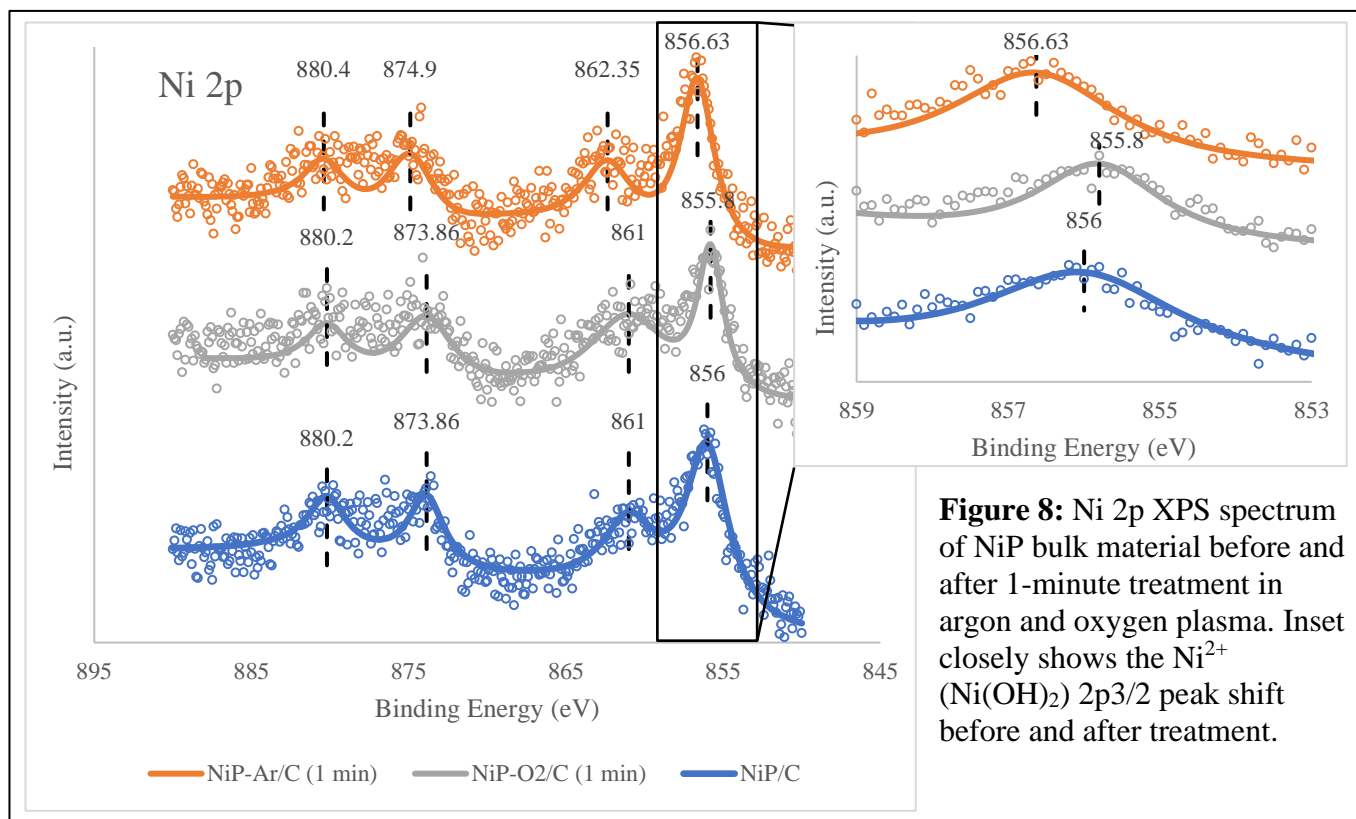 Ni 2p
880.4
874.9
862.35
856.63
880.2
873.86
861
855.8
880.2
873.86
861
856
Intensity (a.u.)
895
885
875
865
855
845
Binding Energy (eV)
NiP-Ar/C (1 min)
NiP-O2/C (1 min)
NiP/C
856.63
855.8
856
Intensity (a.u.)
859
857
855
853
Binding Energy (eV)
Figure 8: Ni 2p XPS spectrum
of NiP bulk material before and
after 1-minute treatment in
argon and oxygen plasma. Inset
closely shows the Ni²⁺
(Ni(OH)₂) 2p3/2 peak shift
before and after treatment.